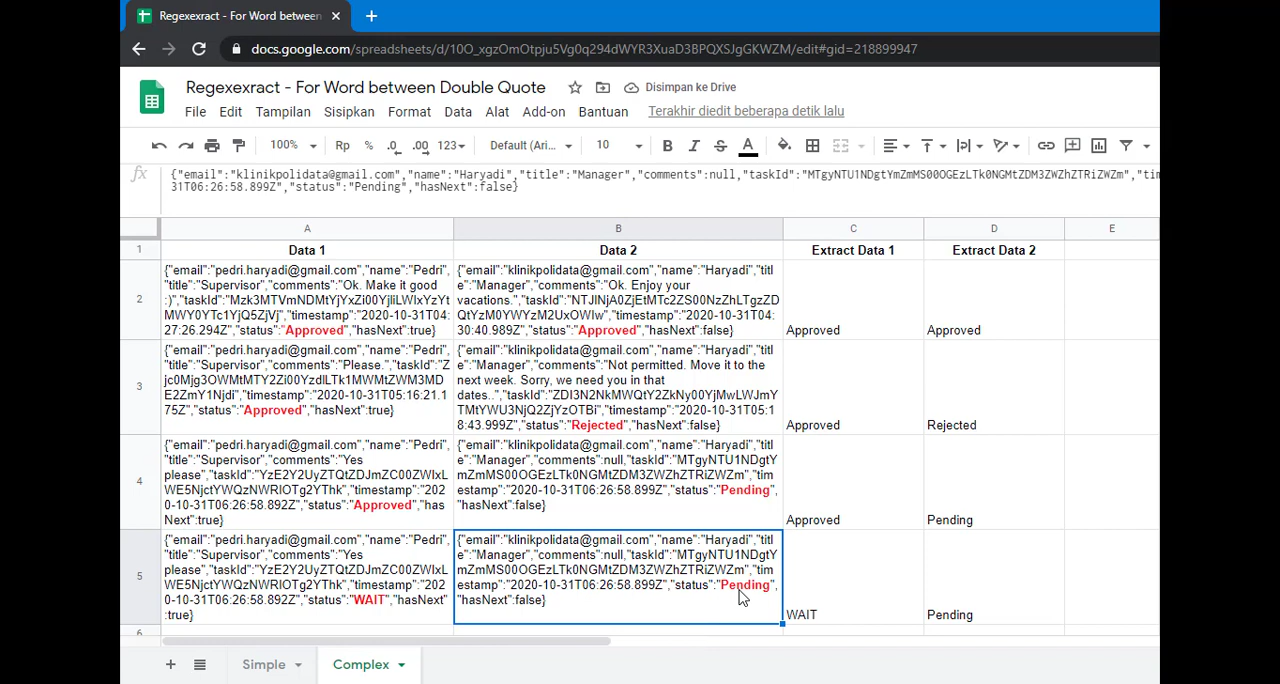 Regexexract - For Word between
docs.google.com/spreadsheets/d/10O_xgzOmOtpju5Vg0q294dWYR3XuaD3BPQXSJgGKWZM/edit#gid=218899947
Regexexract - For Word between Double Quote
Disimpan ke Drive
File Edit Tampilan Sisipkan Format Data Alat Add-on Bantuan Terakhir diedit beberapa detik lalu
100% Rp % .0 .00 123 Default (Ari... 10 B I S A
fx
{"email":"klinikpolidata@gmail.com","name":"Haryadi","title":"Manager","comments":null,"taskId":"MTgyNTU1NDgtYmZmMS00OGEzLTk0NGMtZDM3ZWZhZTRiZWZm","tim
31T06:26:58.899Z","status":"Pending","hasNext":false}
A B C D E
1 Data 1 Data 2 Extract Data 1 Extract Data 2
2
{"email":"pedri.haryadi@gmail.com","name":"Pedri",
"title":"Supervisor","comments":"Ok. Make it good
:)","taskId":"Mzk3MTVmNDMtYjYxZi00YjliLWIxYzYt
MWY0YTc1YjQ5ZjVj","timestamp":"2020-10-31T04:
27:26.294Z","status":"Approved","hasNext":true}
{"email":"klinikpolidata@gmail.com","name":"Haryadi","titl
e":"Manager","comments":"Ok. Enjoy your
vacations.","taskId":"NTJlNjA0ZjEtMTc2ZS00NzZhLTgzZD
QtYzM0YWYzM2UxOWIw","timestamp":"2020-10-31T04:
30:40.989Z","status":"Approved","hasNext":false}
Approved
Approved
3
{"email":"pedri.haryadi@gmail.com","name":"Pedri",
"title":"Supervisor","comments":"Please.","taskId":"Z
jc0Mjg3OWMtMTY2Zi00YzdlLTk1MWMtZWM3MD
E2ZmY1Njdi","timestamp":"2020-10-31T05:16:21.1
75Z","status":"Approved","hasNext":true}
{"email":"klinikpolidata@gmail.com","name":"Haryadi","titl
e":"Manager","comments":"Not permitted. Move it to the
next week. Sorry, we need you in that
dates..","taskId":"ZDI3N2NkMWQtY2ZkNy00YjMwLWJmY
TMtYWU3NjQ2ZjYzOTBi","timestamp":"2020-10-31T05:1
8:43.999Z","status":"Rejected","hasNext":false}
Approved
Rejected
4
{"email":"pedri.haryadi@gmail.com","name":"Pedri",
"title":"Supervisor","comments":"Yes
please","taskId":"YzE2Y2UyZTQtZDJmZC00ZWIxL
WE5NjctYWQzNWRlOTg2YThk","timestamp":"202
0-10-31T06:26:58.892Z","status":"Approved","has
Next":true}
{"email":"klinikpolidata@gmail.com","name":"Haryadi","titl
e":"Manager","comments":null,"taskId":"MTgyNTU1NDgtY
mZmMS00OGEzLTk0NGMtZDM3ZWZhZTRiZWZm","tim
estamp":"2020-10-31T06:26:58.899Z","status":"Pending",
"hasNext":false}
Approved
Pending
5
{"email":"pedri.haryadi@gmail.com","name":"Pedri",
"title":"Supervisor","comments":"Yes
please","taskId":"YzE2Y2UyZTQtZDJmZC00ZWIxL
WE5NjctYWQzNWRlOTg2YThk","timestamp":"202
0-10-31T06:26:58.892Z","status":"WAIT","hasNext"
:true}
{"email":"klinikpolidata@gmail.com","name":"Haryadi","titl
e":"Manager","comments":null,"taskId":"MTgyNTU1NDgtY
mZmMS00OGEzLTk0NGMtZDM3ZWZhZTRiZWZm","tim
estamp":"2020-10-31T06:26:58.899Z","status":"Pending",
"hasNext":false}
WAIT
Pending
6
Simple Complex